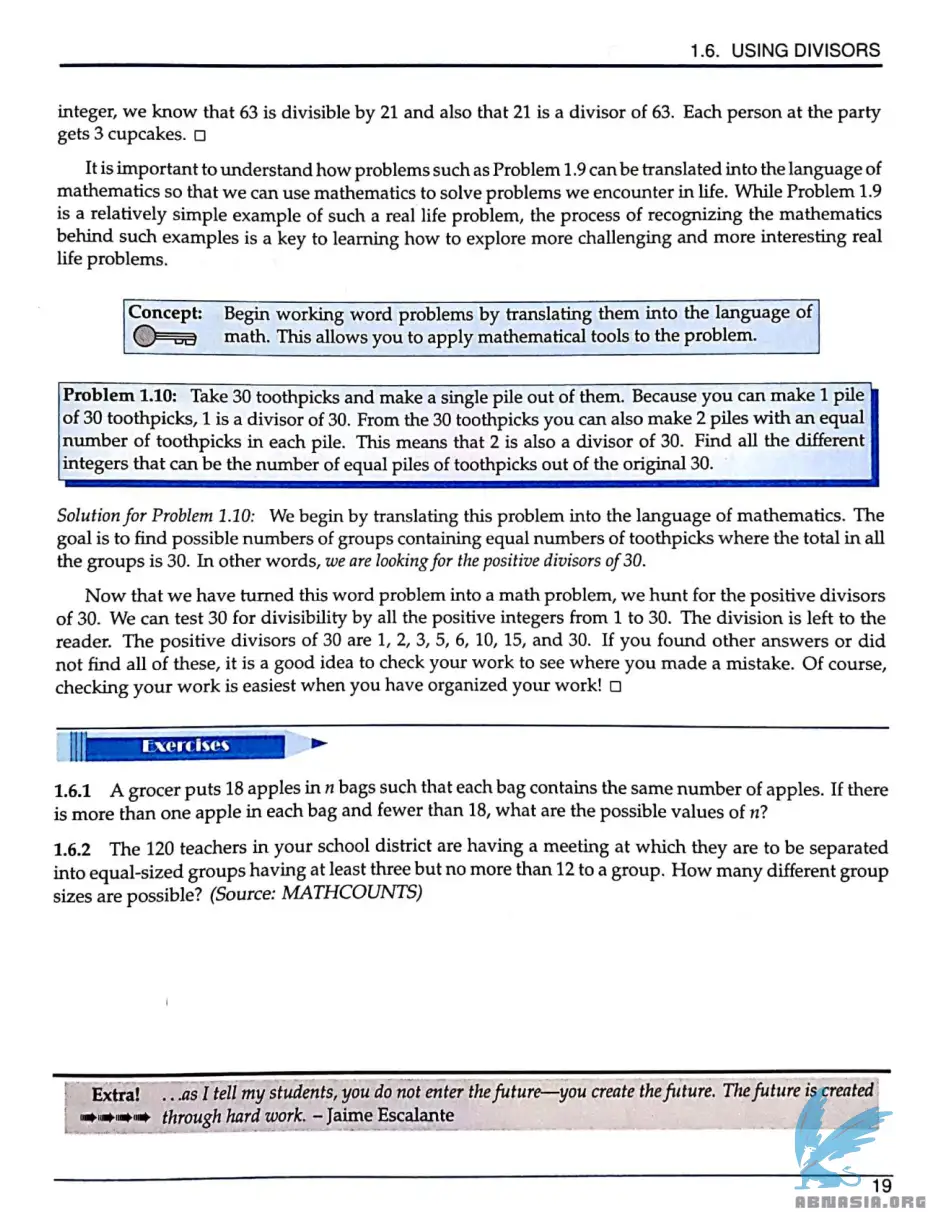 1.6. USING DIVISORS
integer, we know that 63 is divisible by 21 and also that 21 is a divisor of 63. Each person at the party
gets 3 cupcakes. □
It is important to understand how problems such as Problem 1.9 can be translated into the language of
mathematics so that we can use mathematics to solve problems we encounter in life. While Problem 1.9
is a relatively simple example of such a real life problem, the process of recognizing the mathematics
behind such examples is a key to learning how to explore more challenging and more interesting real
life problems.
Concept: Begin working word problems by translating them into the language of
math. This allows you to apply mathematical tools to the problem.
Problem 1.10: Take 30 toothpicks and make a single pile out of them. Because you can make 1 pile
of 30 toothpicks, 1 is a divisor of 30. From the 30 toothpicks you can also make 2 piles with an equal
number of toothpicks in each pile. This means that 2 is also a divisor of 30. Find all the different
integers that can be the number of equal piles of toothpicks out of the original 30.
Solution for Problem 1.10: We begin by translating this problem into the language of mathematics. The
goal is to find possible numbers of groups containing equal numbers of toothpicks where the total in all
the groups is 30. In other words, we are looking for the positive divisors of 30.
Now that we have turned this word problem into a math problem, we hunt for the positive divisors
of 30. We can test 30 for divisibility by all the positive integers from 1 to 30. The division is left to the
reader. The positive divisors of 30 are 1, 2, 3, 5, 6, 10, 15, and 30. If you found other answers or did
not find all of these, it is a good idea to check your work to see where you made a mistake. Of course,
checking your work is easiest when you have organized your work! □
Exercises
1.6.1 A grocer puts 18 apples in n bags such that each bag contains the same number of apples. If there
is more than one apple in each bag and fewer than 18, what are the possible values of n?
1.6.2 The 120 teachers in your school district are having a meeting at which they are to be separated
into equal-sized groups having at least three but no more than 12 to a group. How many different group
sizes are possible? (Source: MATHCOUNTS)
Extra! ...as I tell my students, you do not enter the future—you create the future. The future is created
through hard work. – Jaime Escalante
19
ABNASIA.ORG